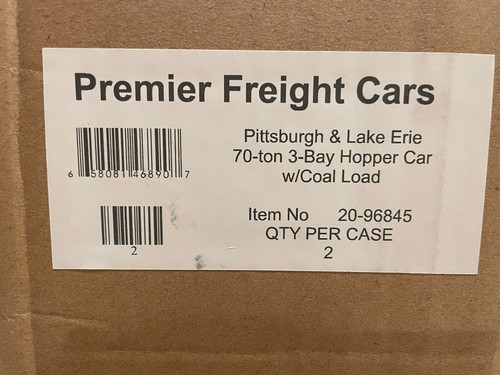 Premier Freight Cars
Pittsburgh & Lake Erie
70-ton 3-Bay Hopper Car
w/Coal Load
6 58081 46890 7
Item No 20-96845
QTY PER CASE
2
2